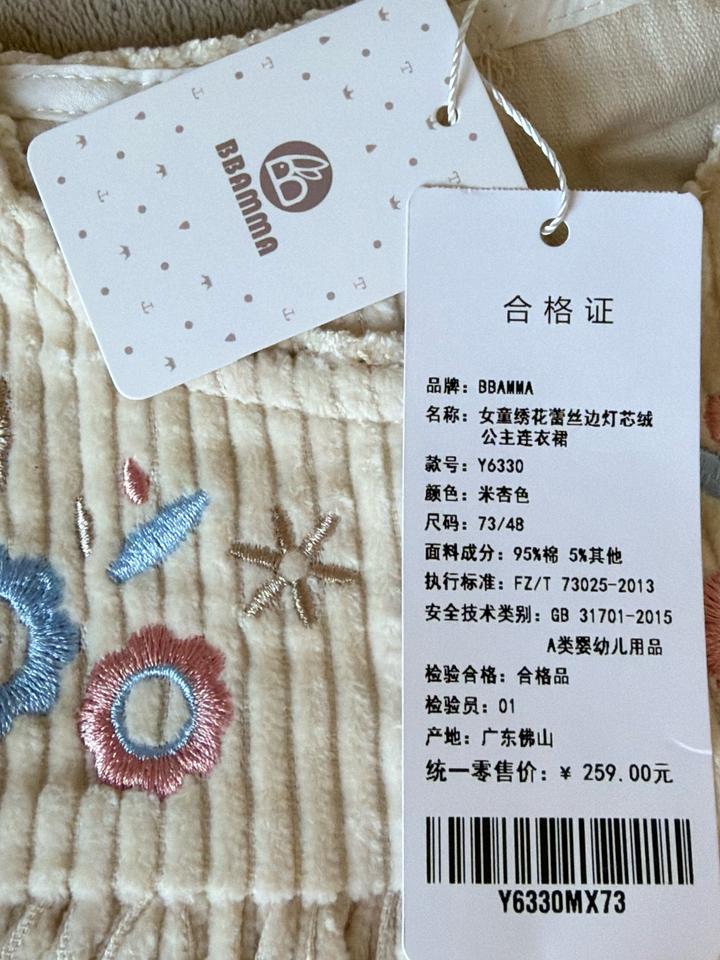 BBAMMA
合格证
品牌：BBAMMA
名称：女童绣花蕾丝边灯芯绒
公主连衣裙
款号：Y6330
颜色：米杏色
尺码：73/48
面料成分：95%棉 5%其他
执行标准：FZ/T 73025-2013
安全技术类别：GB 31701-2015
A类婴幼儿用品
检验合格：合格品
检验员：01
产地：广东佛山
统一零售价：¥ 259.00元
Y6330MX73